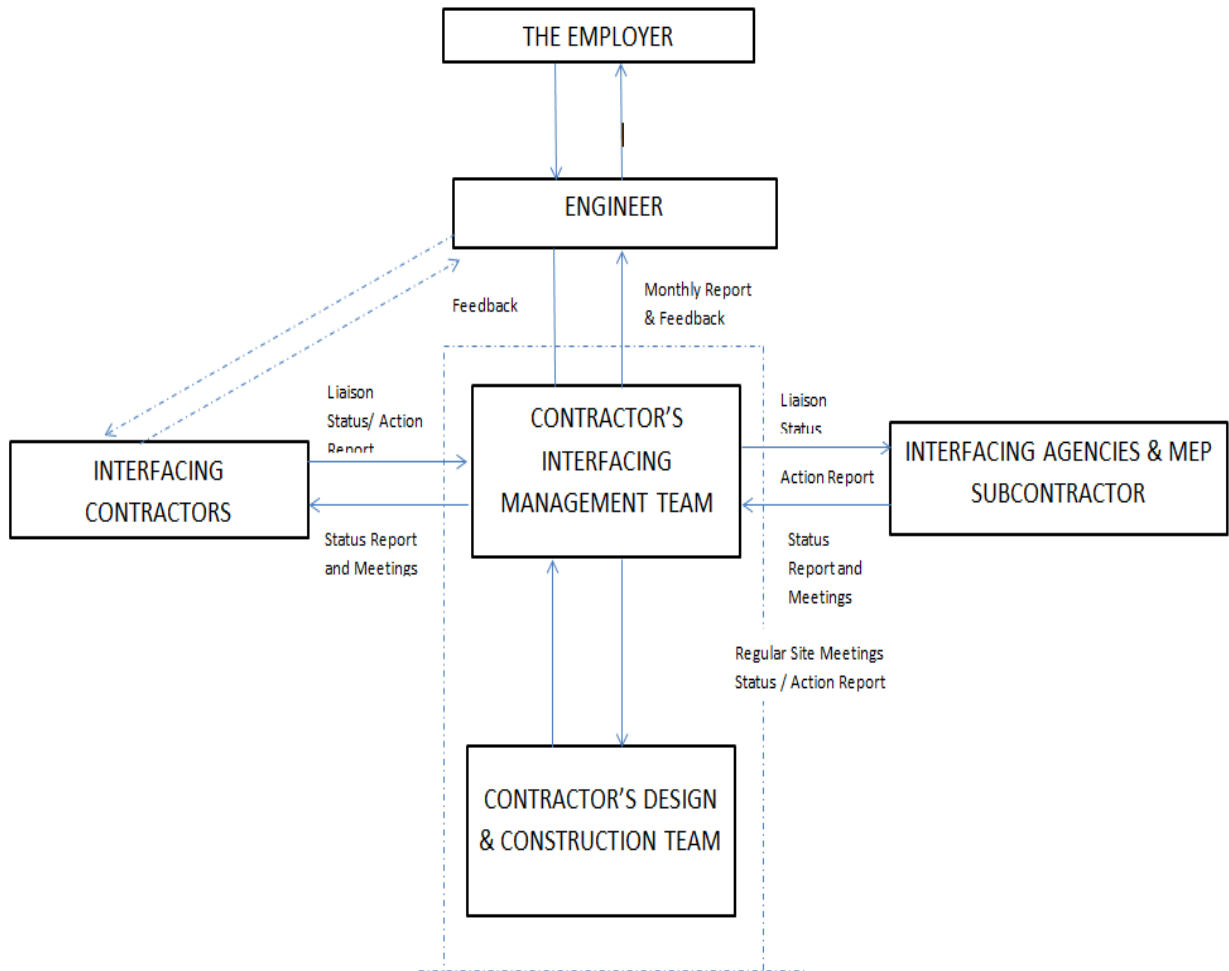 THE EMPLOYER
ENGINEER
Feedback
Monthly Report
& Feedback
Liaison
Status/ Action
Report
CONTRACTOR'S
INTERFACING
MANAGEMENT TEAM
Liaison
Status
INTERFACING
CONTRACTORS
INTERFACING AGENCIES & MEP
SUBCONTRACTOR
Action Report
Status Report
and Meetings
Status
Report and
Meetings
Regular Site Meetings
Status / Action Report
CONTRACTOR'S DESIGN
& CONSTRUCTION TEAM